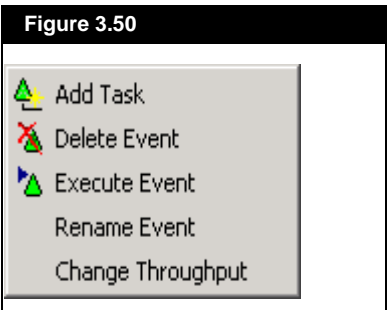 Figure 3.50
Add Task
Delete Event
Execute Event
Rename Event
Change Throughput